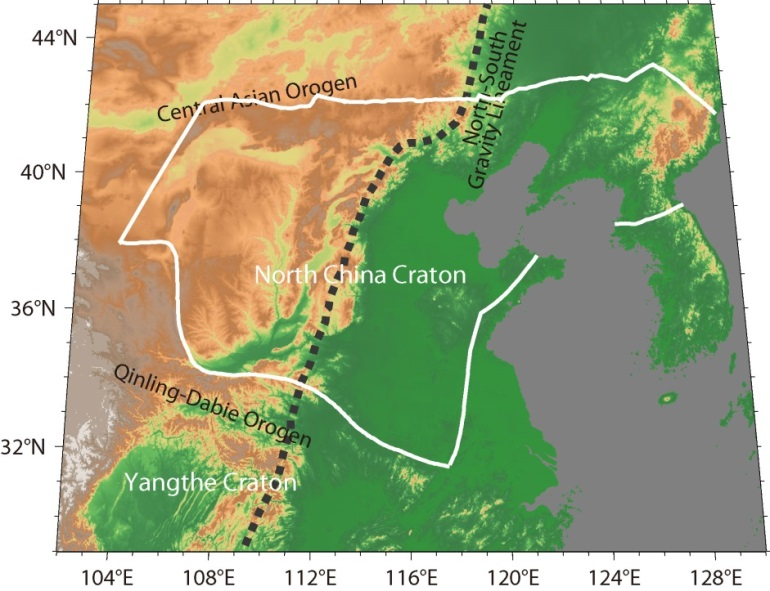 44°N
North-South
Gravity Lineament
Central Asian Orogen
40°N
North China Craton
36°N
Qinling-Dabie Orogen
32°N
Yangthe Craton
104°E 108°E 112°E 116°E 120°E 124°E 128°E